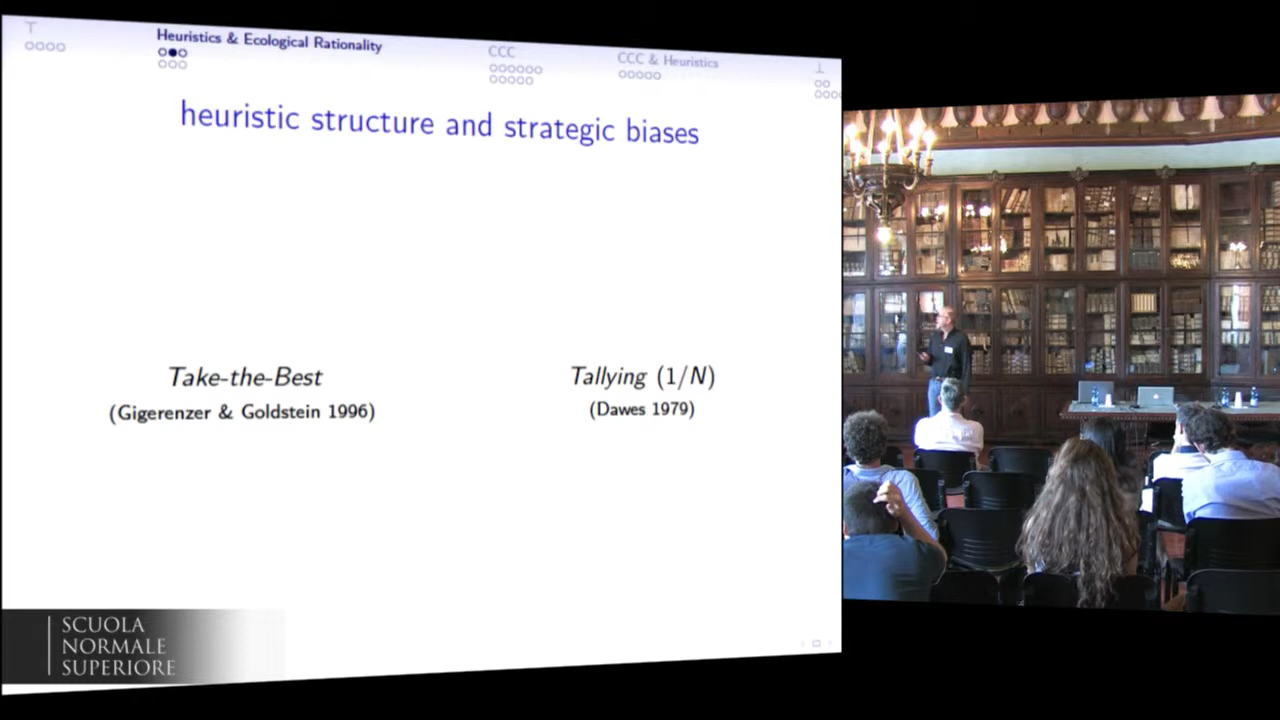 ⊤
Heuristics & Ecological Rationality
CCC
CCC & Heuristics
⊥
heuristic structure and strategic biases
Take-the-Best
(Gigerenzer & Goldstein 1996)
Tallying (1/N)
(Dawes 1979)
SCUOLA
NORMALE
SUPERIORE